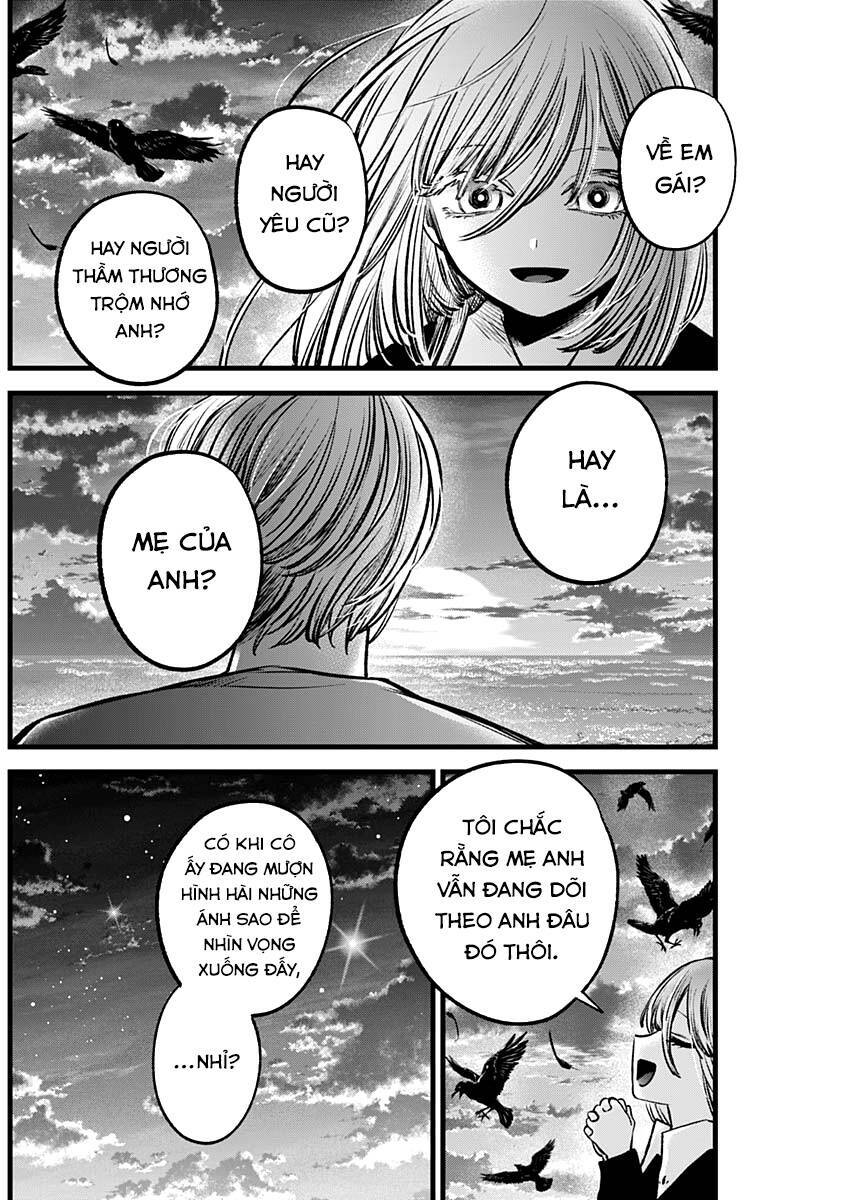 VỀ EM
GÁI?
HAY
NGƯỜI
YÊU CŨ?
HAY NGƯỜI
THẦM THƯƠNG
TRỘM NHỚ
ANH?
HAY
LÀ...
MẸ CỦA
ANH?
TÔI CHẮC
RẰNG MẸ ANH
VẪN ĐANG DÕI
THEO ANH ĐÂU
ĐÓ THÔI.
CÓ KHI CÔ
ẤY ĐANG MƯỢN
HÌNH HÀI NHỮNG
ÁNH SAO ĐỂ
NHÌN VỌNG
XUỐNG ĐẤY,
...NHỈ?